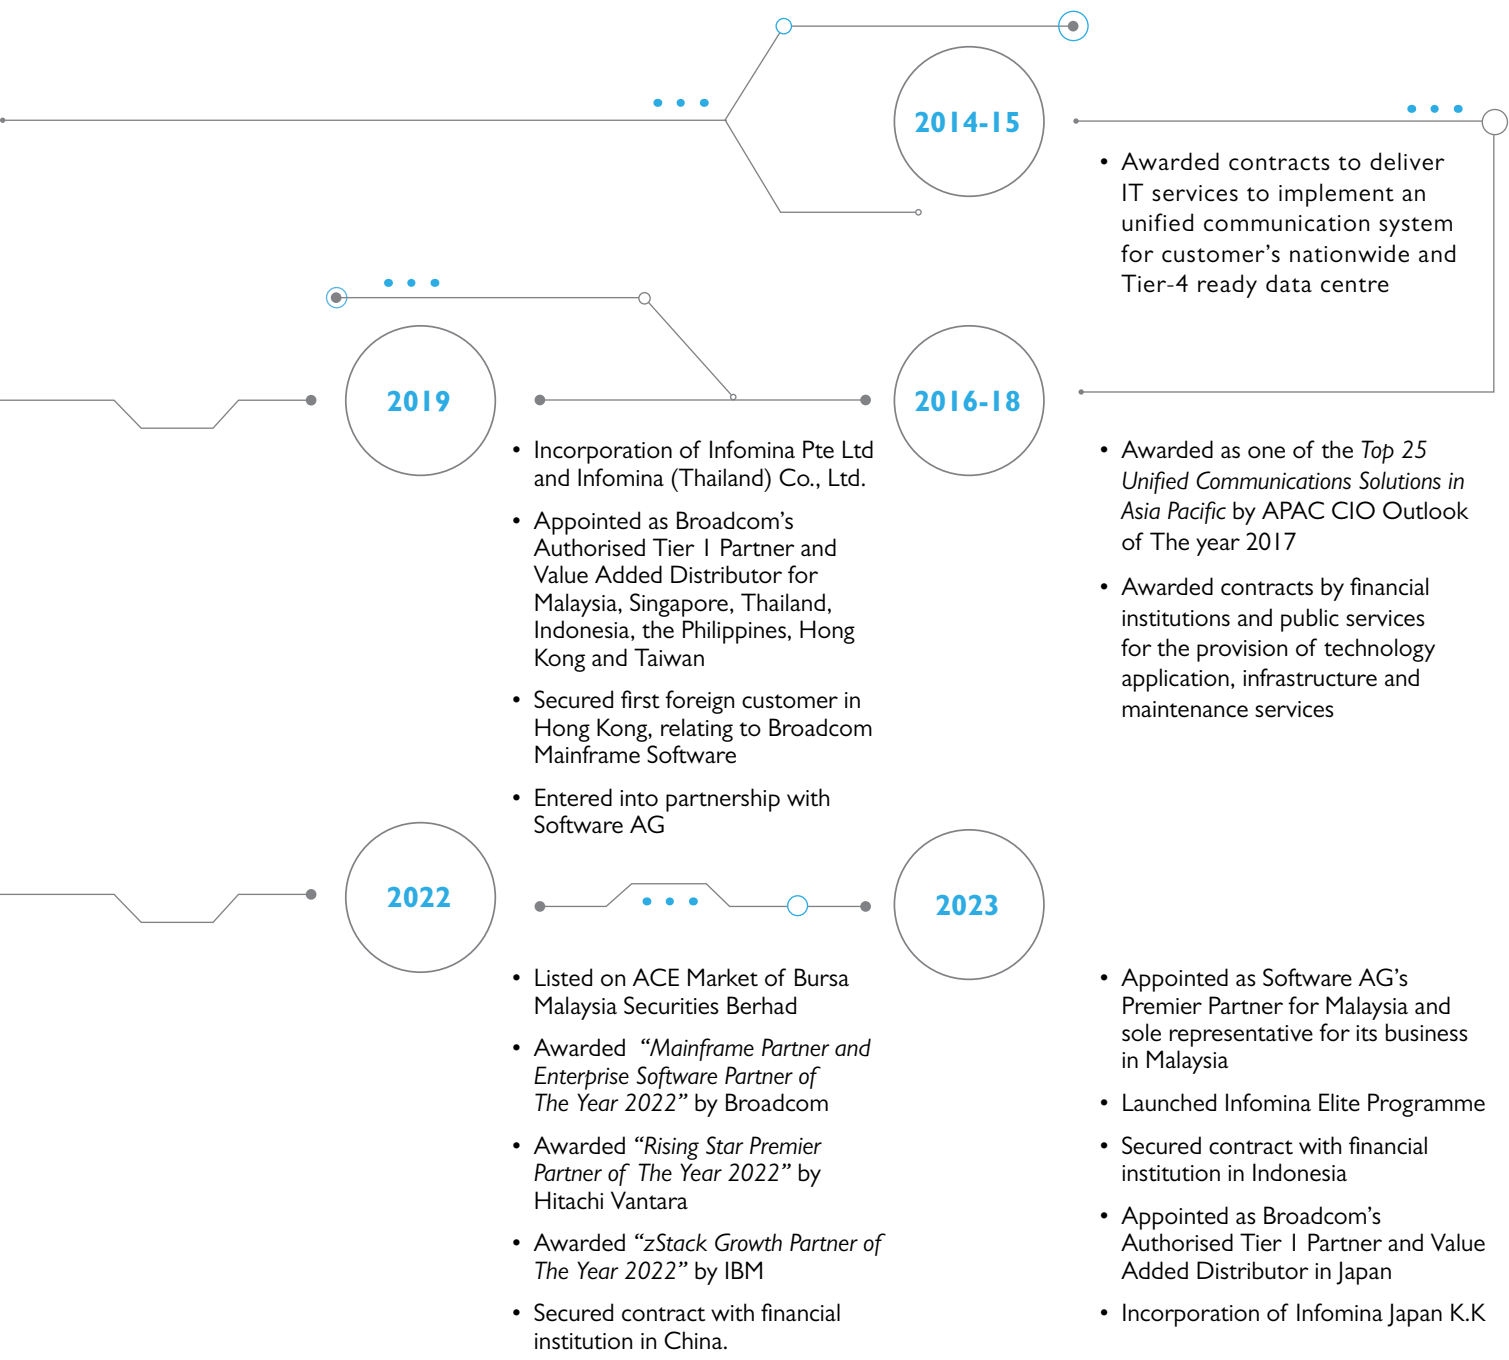 2014-15
• Awarded contracts to deliver
IT services to implement an
unified communication system
for customer’s nationwide and
Tier-4 ready data centre
2016-18
• Awarded as one of the Top 25
Unified Communications Solutions in
Asia Pacific by APAC CIO Outlook
of The year 2017
• Awarded contracts by financial
institutions and public services
for the provision of technology
application, infrastructure and
maintenance services
2019
• Incorporation of Infomina Pte Ltd
and Infomina (Thailand) Co., Ltd.
• Appointed as Broadcom’s
Authorised Tier 1 Partner and
Value Added Distributor for
Malaysia, Singapore, Thailand,
Indonesia, the Philippines, Hong
Kong and Taiwan
• Secured first foreign customer in
Hong Kong, relating to Broadcom
Mainframe Software
• Entered into partnership with
Software AG
2022
• Listed on ACE Market of Bursa
Malaysia Securities Berhad
• Awarded “Mainframe Partner and
Enterprise Software Partner of
The Year 2022” by Broadcom
• Awarded “Rising Star Premier
Partner of The Year 2022” by
Hitachi Vantara
• Awarded “zStack Growth Partner of
The Year 2022” by IBM
• Secured contract with financial
institution in China.
2023
• Appointed as Software AG’s
Premier Partner for Malaysia and
sole representative for its business
in Malaysia
• Launched Infomina Elite Programme
• Secured contract with financial
institution in Indonesia
• Appointed as Broadcom’s
Authorised Tier 1 Partner and Value
Added Distributor in Japan
• Incorporation of Infomina Japan K.K